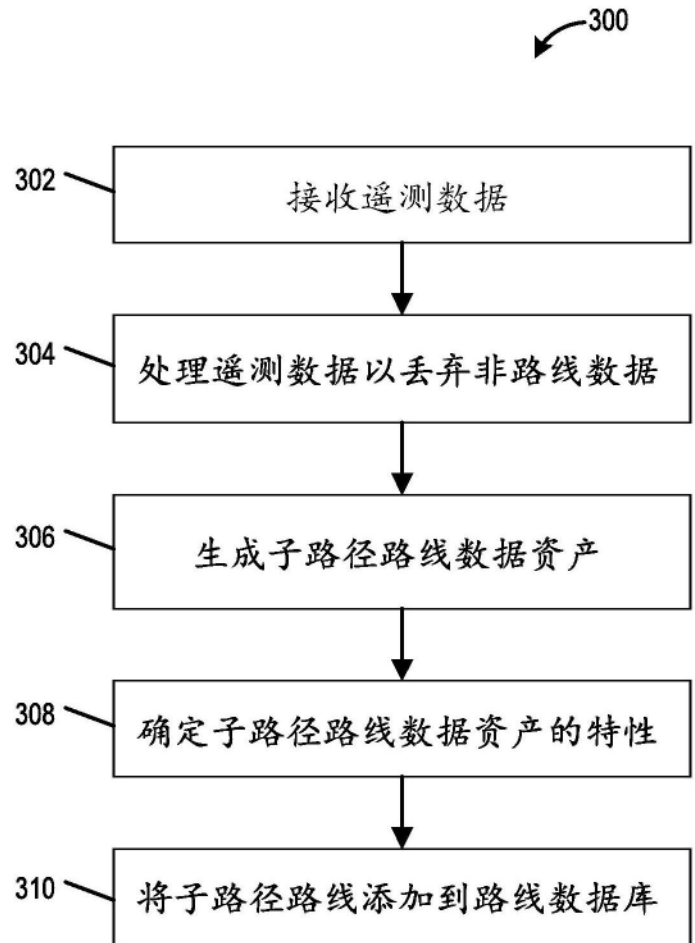 300
302
接收遥测数据
304
处理遥测数据以丢弃非路线数据
306
生成子路径路线数据资产
308
确定子路径路线数据资产的特性
310
将子路径路线添加到路线数据库